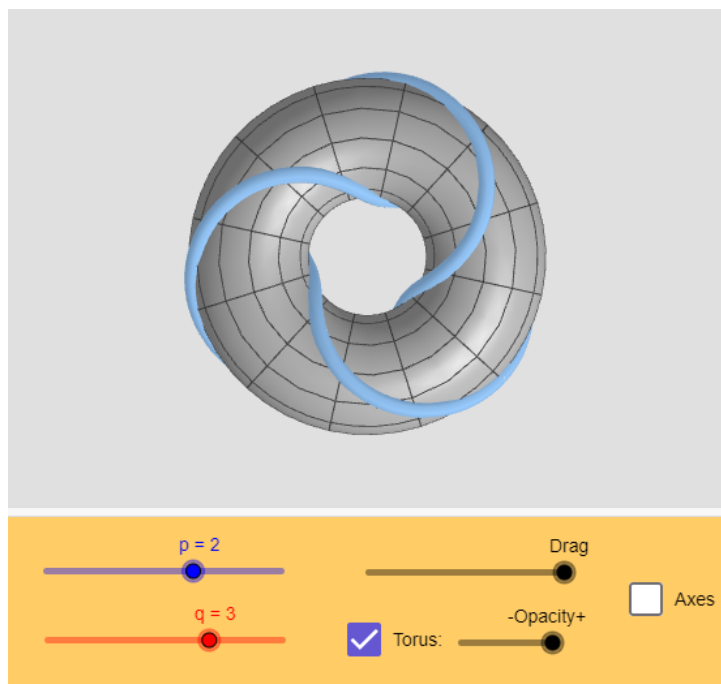 p = 2
Drag
q = 3
Torus:
-Opacity+
Axes